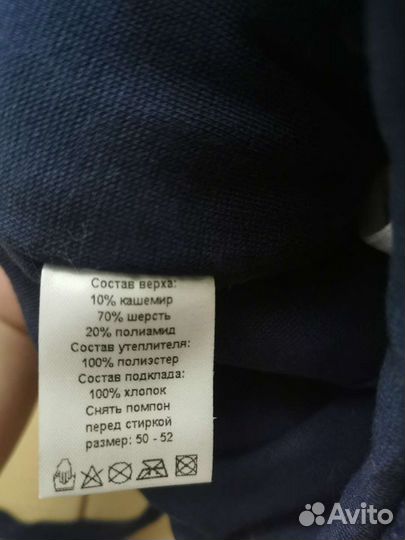 Состав верха:
10% кашемир
70% шерсть
20% полиамид
Состав утеплителя:
100% полиэстер
Состав подклада:
100% хлопок
Снять помпон
перед стиркой
размер: 50 - 52
Avito